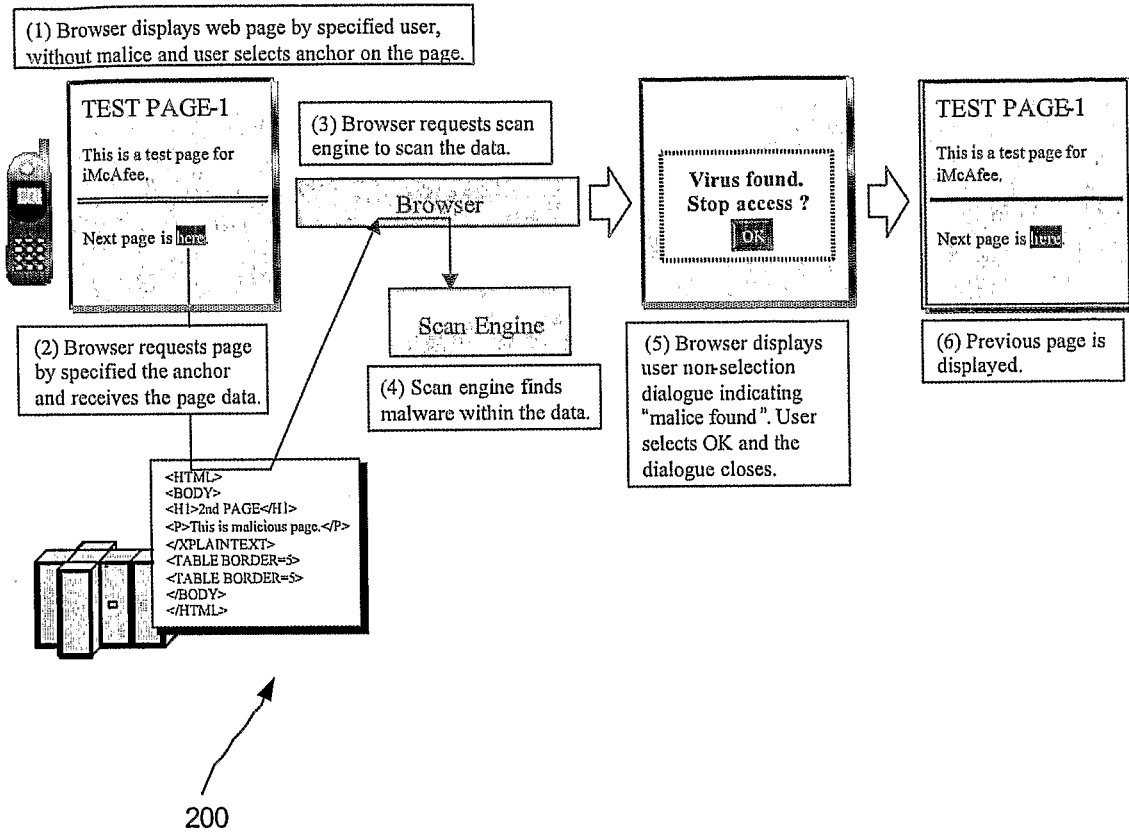 (1) Browser displays web page by specified user,
without malice and user selects anchor on the page.
TEST PAGE-1
This is a test page for
iMcAfee.
Next page is here.
(2) Browser requests page
by specified the anchor
and receives the page data.
<HTML>
<BODY>
<H1>2nd PAGE</H1>
<P>This is malicious page.</P>
</XPLAINTEXT>
<TABLE BORDER=5>
<TABLE BORDER=5>
</BODY>
</HTML>
(3) Browser requests scan
engine to scan the data.
Browser
Scan Engine
(4) Scan engine finds
malware within the data.
Virus found.
Stop access ?
OK
(5) Browser displays
user non-selection
dialogue indicating
"malice found". User
selects OK and the
dialogue closes.
TEST PAGE-1
This is a test page for
iMcAfee.
Next page is here.
(6) Previous page is
displayed.
200